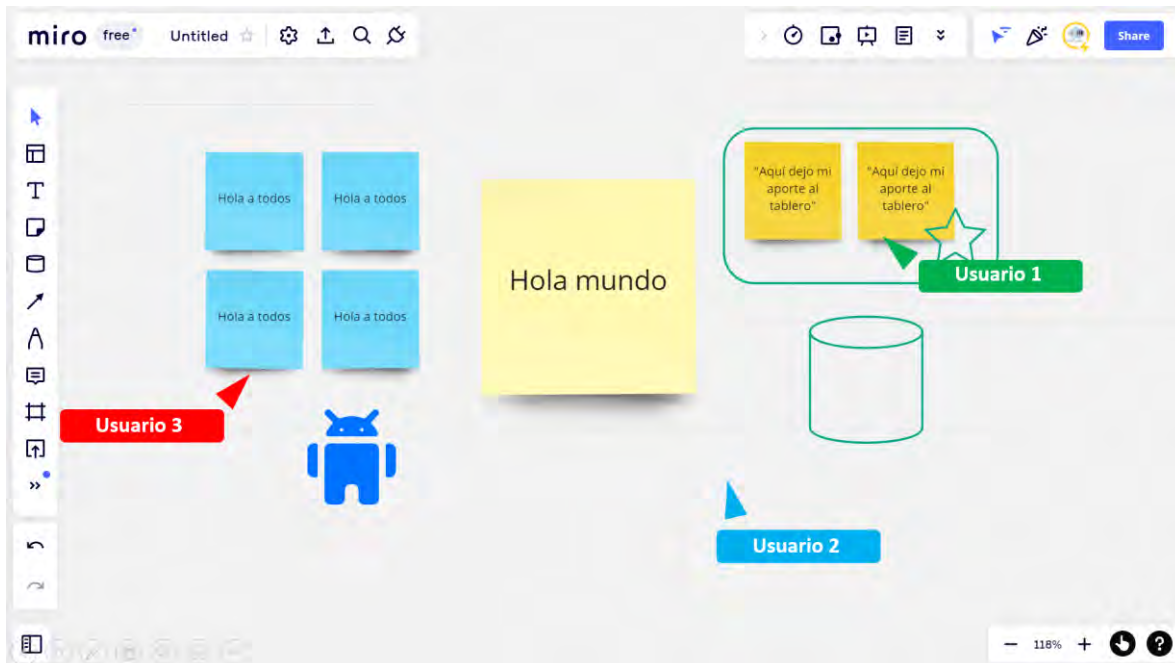 miro free Untitled
Share
Hola a todos
Hola a todos
Hola a todos
Hola a todos
Hola mundo
"Aquí dejo mi
aporte al
tablero"
"Aquí dejo mi
aporte al
tablero"
Usuario 1
Usuario 3
Usuario 2
118%